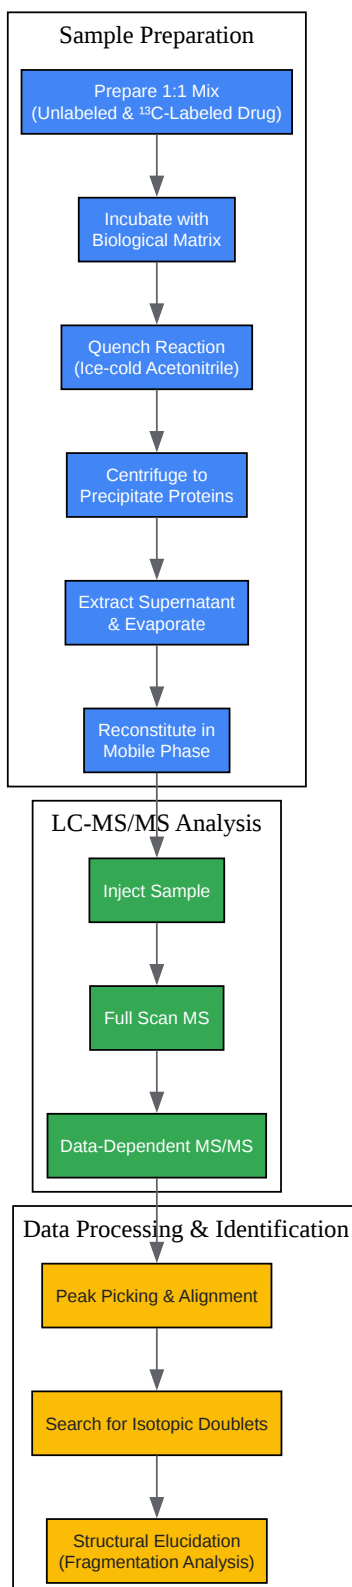 Sample Preparation
Prepare 1:1 Mix
(Unlabeled & ¹³C-Labeled Drug)
Incubate with
Biological Matrix
Quench Reaction
(Ice-cold Acetonitrile)
Centrifuge to
Precipitate Proteins
Extract Supernatant
& Evaporate
Reconstitute in
Mobile Phase
LC-MS/MS Analysis
Inject Sample
Full Scan MS
Data-Dependent MS/MS
Data Processing & Identification
Peak Picking & Alignment
Search for Isotopic Doublets
Structural Elucidation
(Fragmentation Analysis)